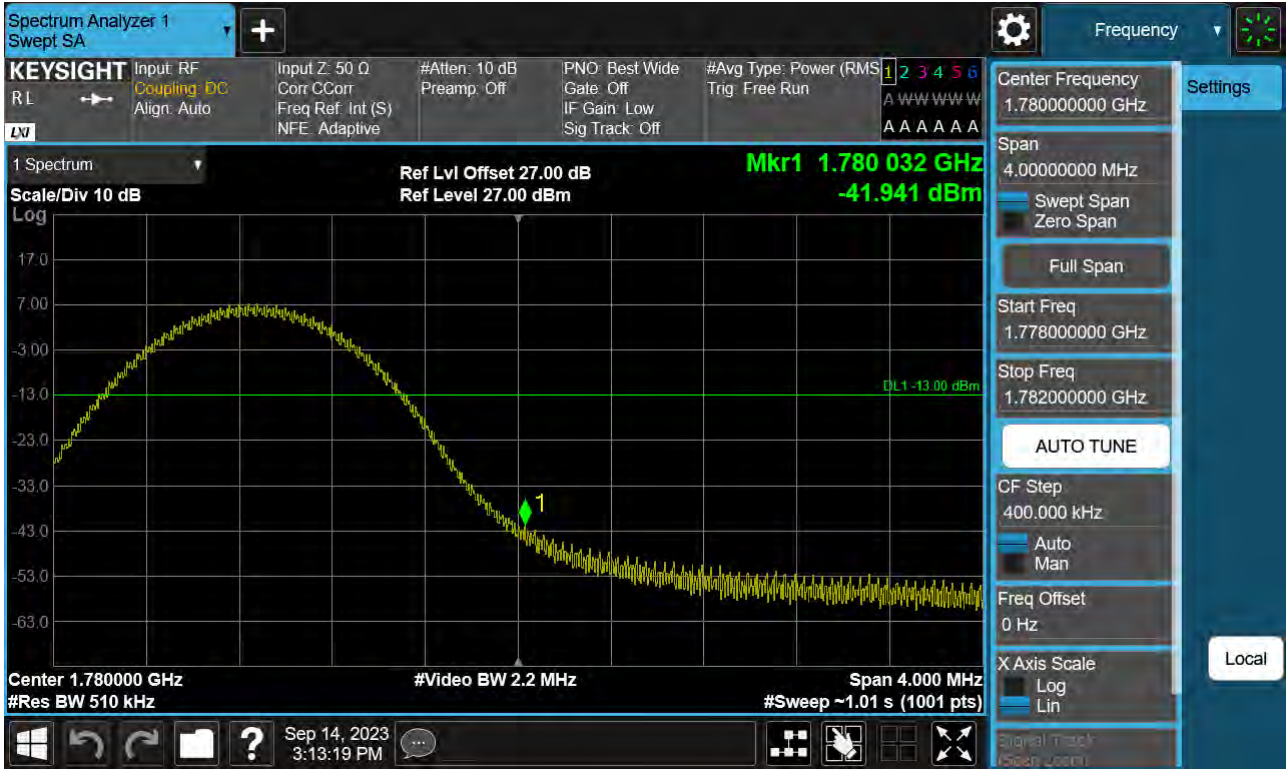 Spectrum Analyzer 1
Swept SA
Frequency
KEYSIGHT
RL
LXI
Input: RF
Coupling: DC
Align: Auto
Input Z: 50 Ω
Corr CCorr
Freq Ref: Int (S)
NFE: Adaptive
#Atten: 10 dB
Preamp: Off
PNO: Best Wide
Gate: Off
IF Gain: Low
Sig Track: Off
#Avg Type: Power (RMS
Trig: Free Run
1 2 3 4 5 6
A W W W W W
A A A A A A
1 Spectrum
Scale/Div 10 dB
Ref Lvl Offset 27.00 dB
Ref Level 27.00 dBm
Mkr1 1.780 032 GHz
-41.941 dBm
Log
17.0
7.00
-3.00
-13.0
-23.0
-33.0
-43.0
-53.0
-63.0
DL1 -13.00 dBm
1
Center 1.780000 GHz
#Res BW 510 kHz
#Video BW 2.2 MHz
Span 4.000 MHz
#Sweep ~1.01 s (1001 pts)
Sep 14, 2023
3:13:19 PM
Center Frequency
1.780000000 GHz
Span
4.00000000 MHz
Swept Span
Zero Span
Full Span
Start Freq
1.778000000 GHz
Stop Freq
1.782000000 GHz
AUTO TUNE
CF Step
400.000 kHz
Auto
Man
Freq Offset
0 Hz
X Axis Scale
Log
Lin
Signal Track
(Span Zoom)
Settings
Local